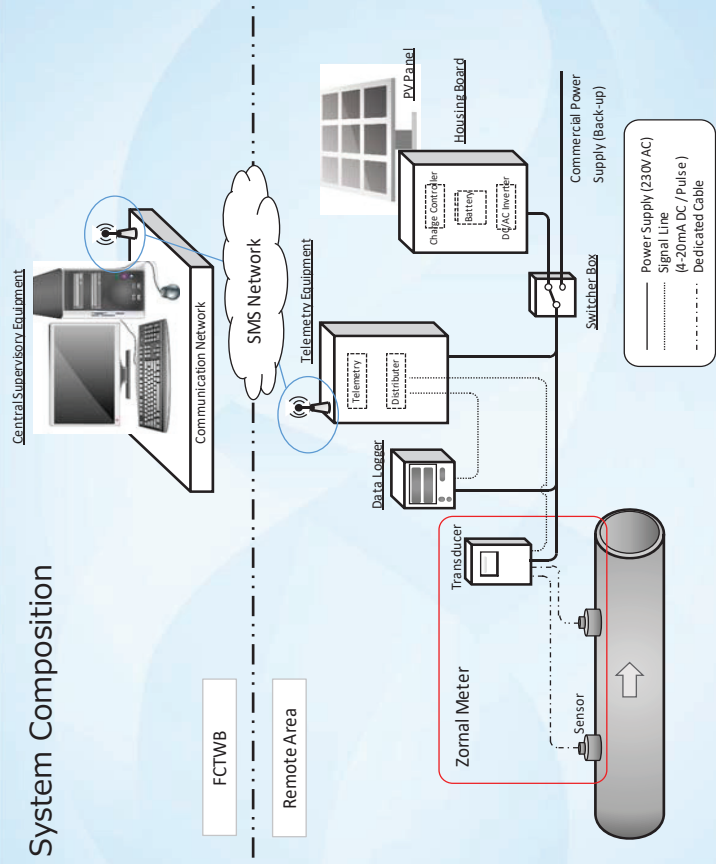 System Composition
FCTWB
Remote Area
Central Supervisory Equipment
Communication Network
SMS Network
Telemetry Equipment
Telemetry
Distributer
Data Logger
Zornal Meter
Transducer
Sensor
PV Panel
Housing Board
Charge Controller
Battery
DC/AC Inverter
Switcher Box
Commercial Power
Supply (Back-up)
Power Supply (230V AC)
Signal Line
(4-20mA DC / Pulse)
Dedicated Cable